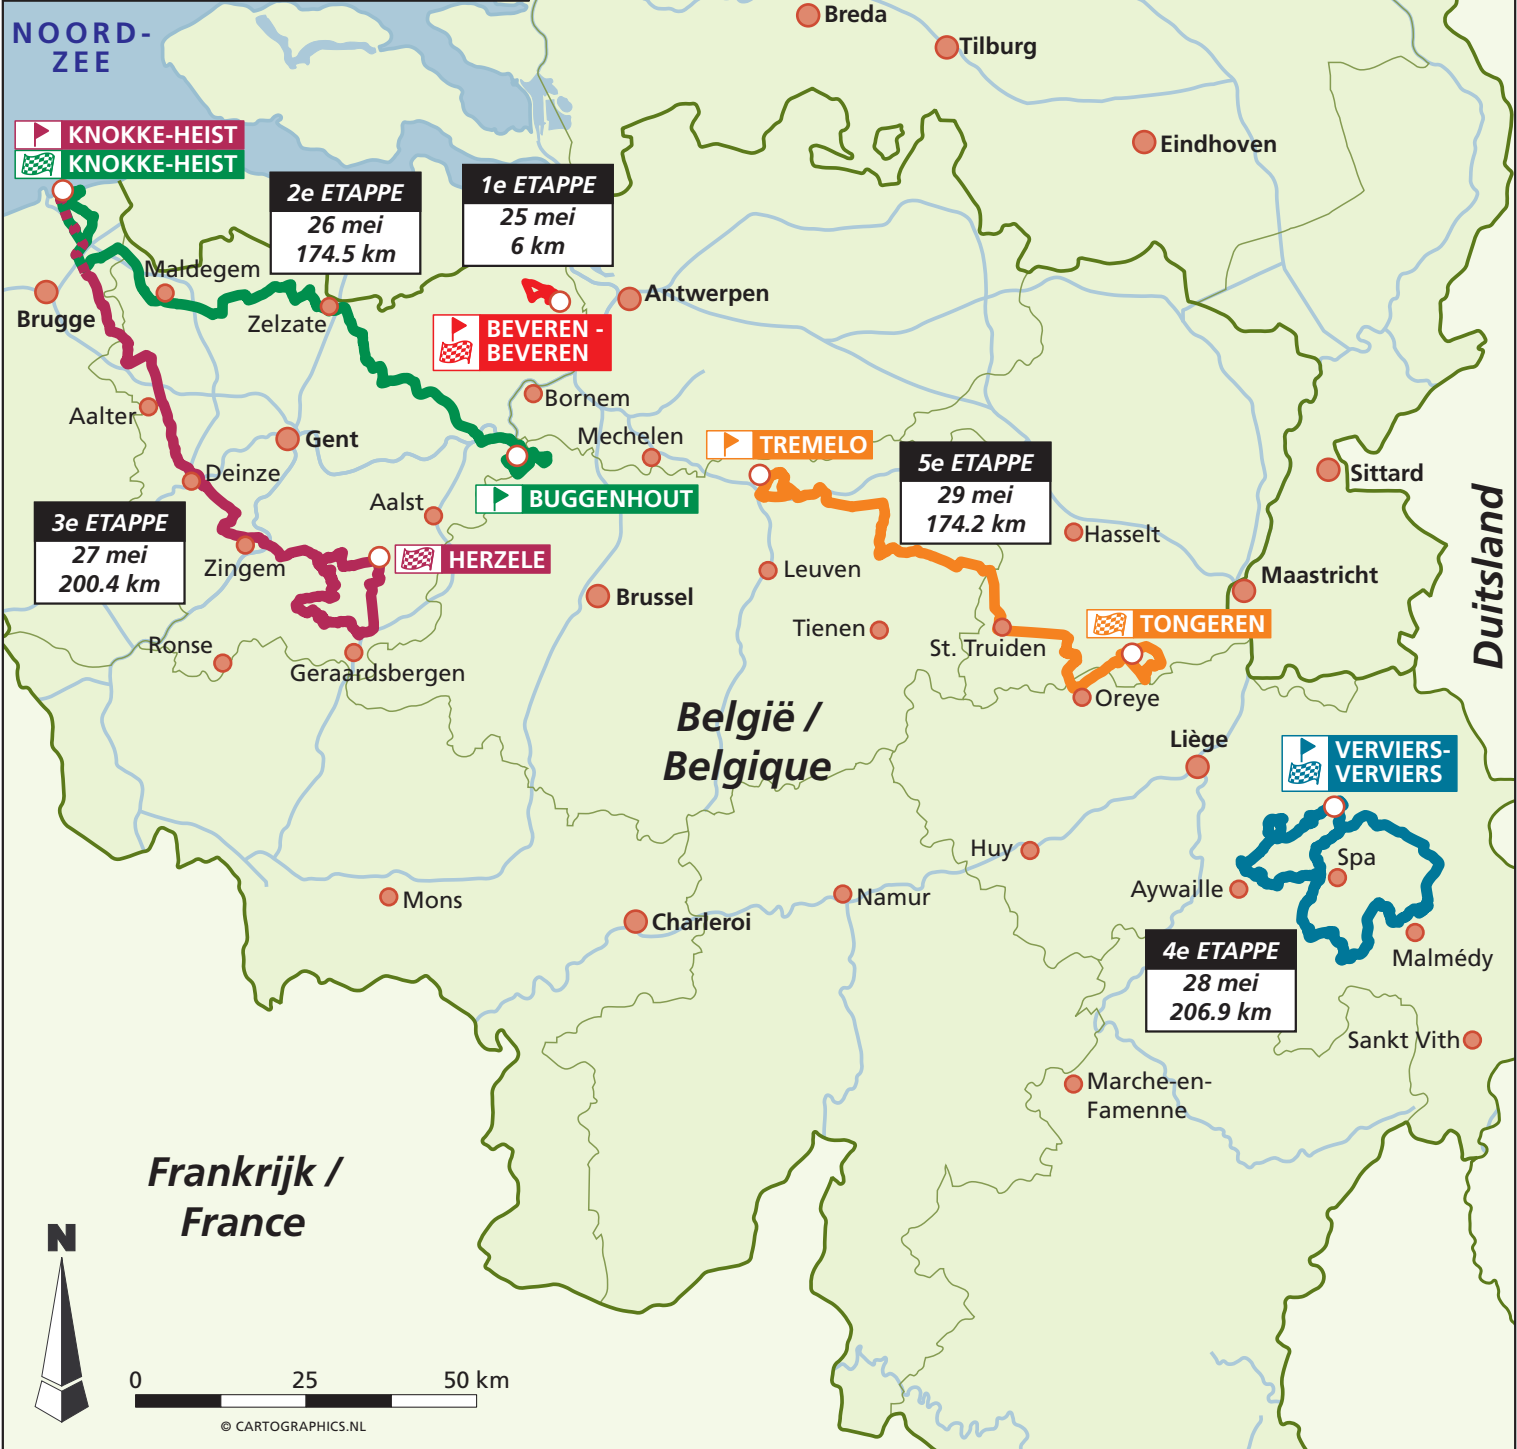 NOORD-
ZEE
Breda
Tilburg
Eindhoven
KNOKKE-HEIST
KNOKKE-HEIST
2e ETAPPE
26 mei
174.5 km
1e ETAPPE
25 mei
6 km
Maldegem
Brugge
Zelzate
Antwerpen
BEVEREN -
BEVEREN
Bornem
Aalter
Gent
Mechelen
TREMELO
Deinze
BUGGENHOUT
Aalst
5e ETAPPE
29 mei
174.2 km
Sittard
Duitsland
3e ETAPPE
27 mei
200.4 km
Zingem
HERZELE
Hasselt
Leuven
Maastricht
Brussel
Tienen
TONGEREN
St. Truiden
Ronse
Geraardsbergen
Oreye
België /
Belgique
Liège
VERVIERS-
VERVIERS
Huy
Spa
Aywaille
Mons
Namur
Charleroi
4e ETAPPE
28 mei
206.9 km
Malmédy
Sankt Vith
Marche-en-
Famenne
Frankrijk /
France
N
0 25 50 km
© CARTOGRAPHICS.NL